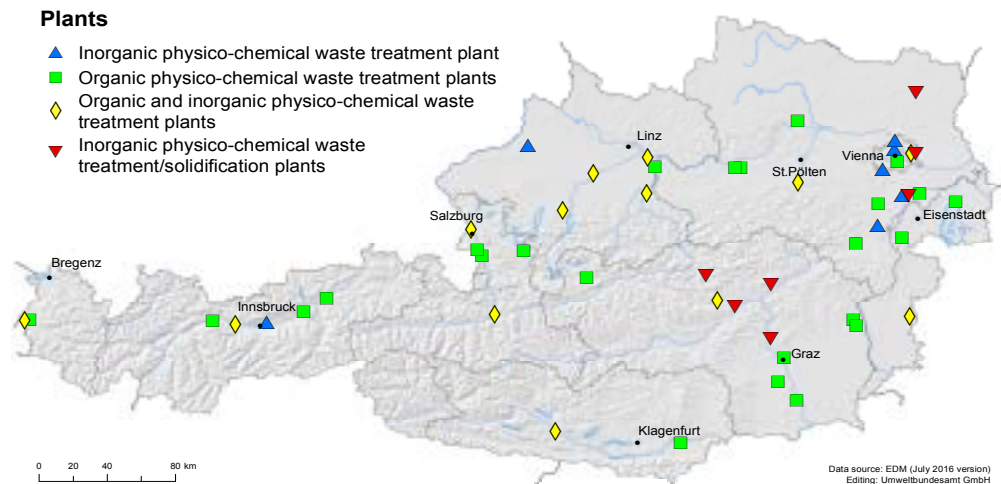 Plants
Inorganic physico-chemical waste treatment plant
Organic physico-chemical waste treatment plants
Organic and inorganic physico-chemical waste
treatment plants
Inorganic physico-chemical waste
treatment/solidification plants
Linz
Vienna
St.Pölten
Salzburg
Eisenstadt
Bregenz
Innsbruck
Graz
Klagenfurt
0 20 40 80 km
Data source: EDM (July 2016 version)
Editing: Umweltbundesamt GmbH